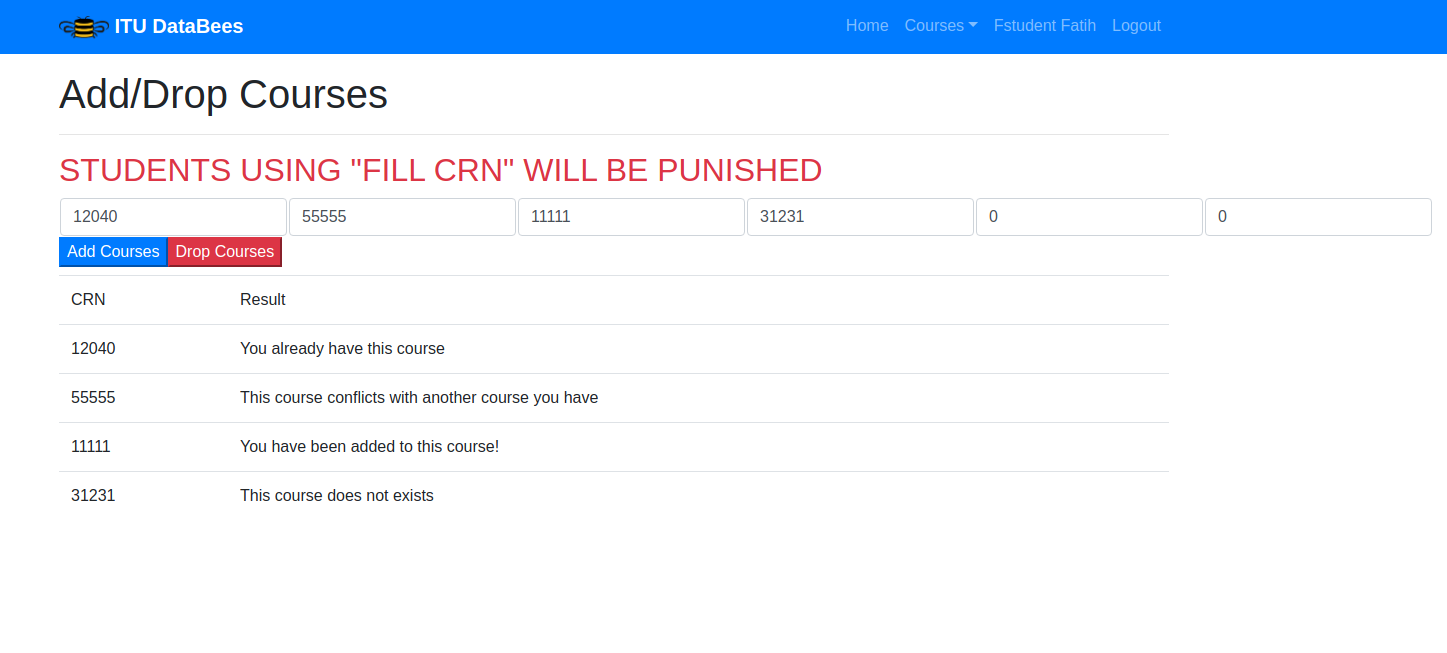 ITU DataBees Home Courses Fstudent Fatih Logout
Add/Drop Courses
STUDENTS USING "FILL CRN" WILL BE PUNISHED
12040 55555 11111 31231 0 0
Add Courses Drop Courses
CRN Result
12040 You already have this course
55555 This course conflicts with another course you have
11111 You have been added to this course!
31231 This course does not exists